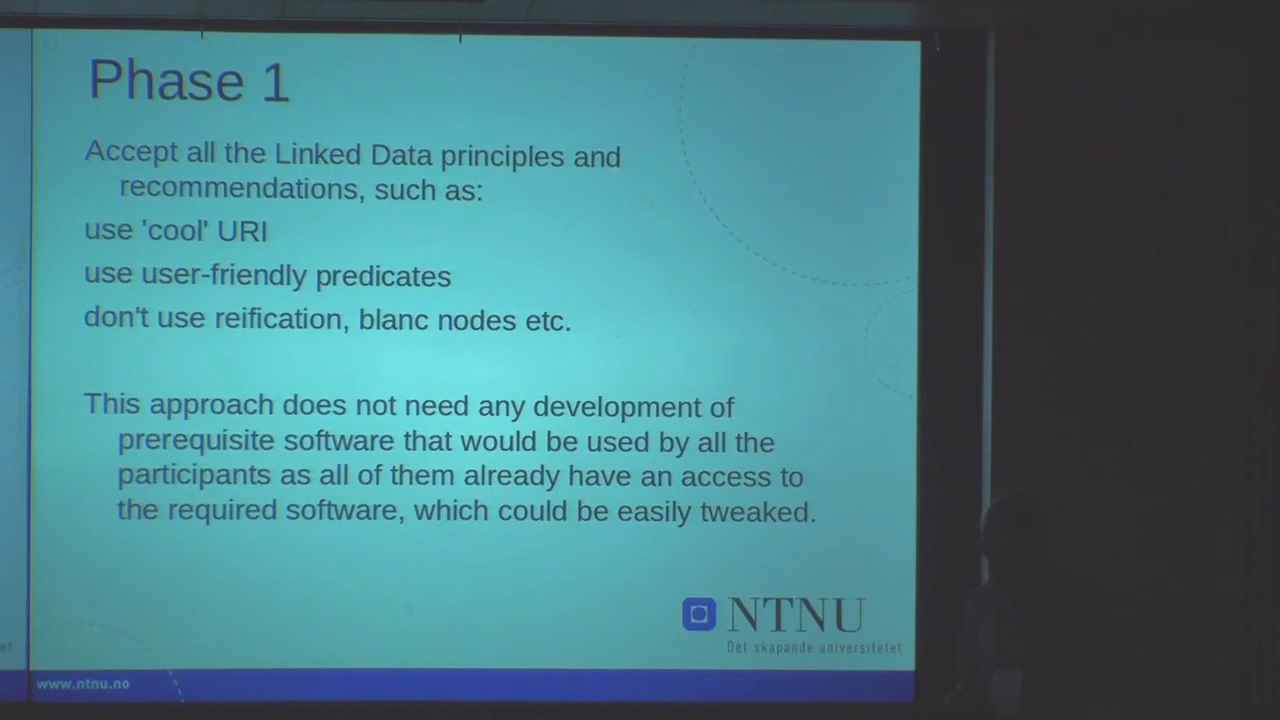 Phase 1
Accept all the Linked Data principles and
recommendations, such as:
use 'cool' URI
use user-friendly predicates
don't use reification, blanc nodes etc.
This approach does not need any development of
prerequisite software that would be used by all the
participants as all of them already have an access to
the required software, which could be easily tweaked.
NTNU
Det skapande universitetet
et
www.ntnu.no